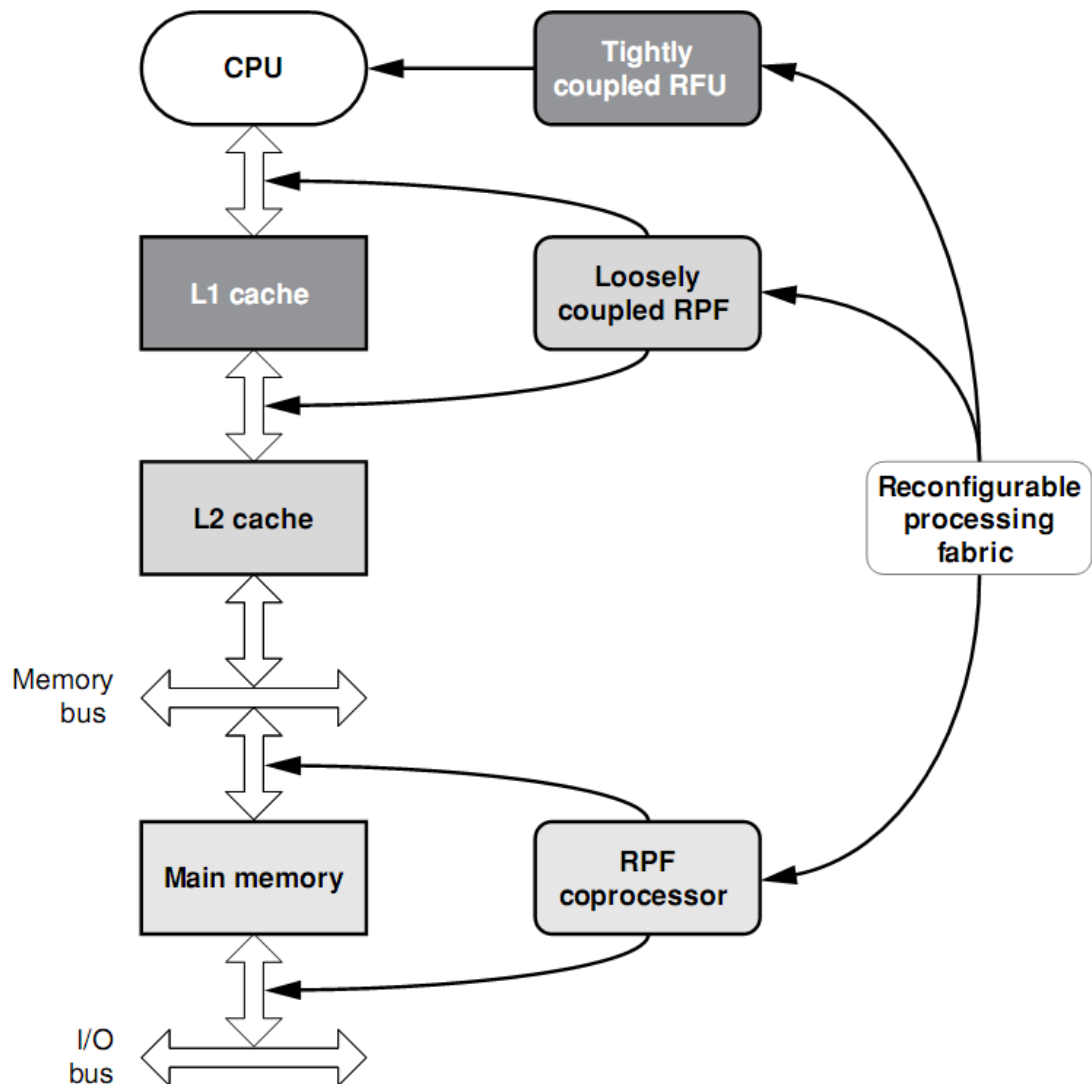 CPU
Tightly
coupled RFU
L1 cache
Loosely
coupled RPF
L2 cache
Reconfigurable
processing
fabric
Memory
bus
Main memory
RPF
coprocessor
I/O
bus